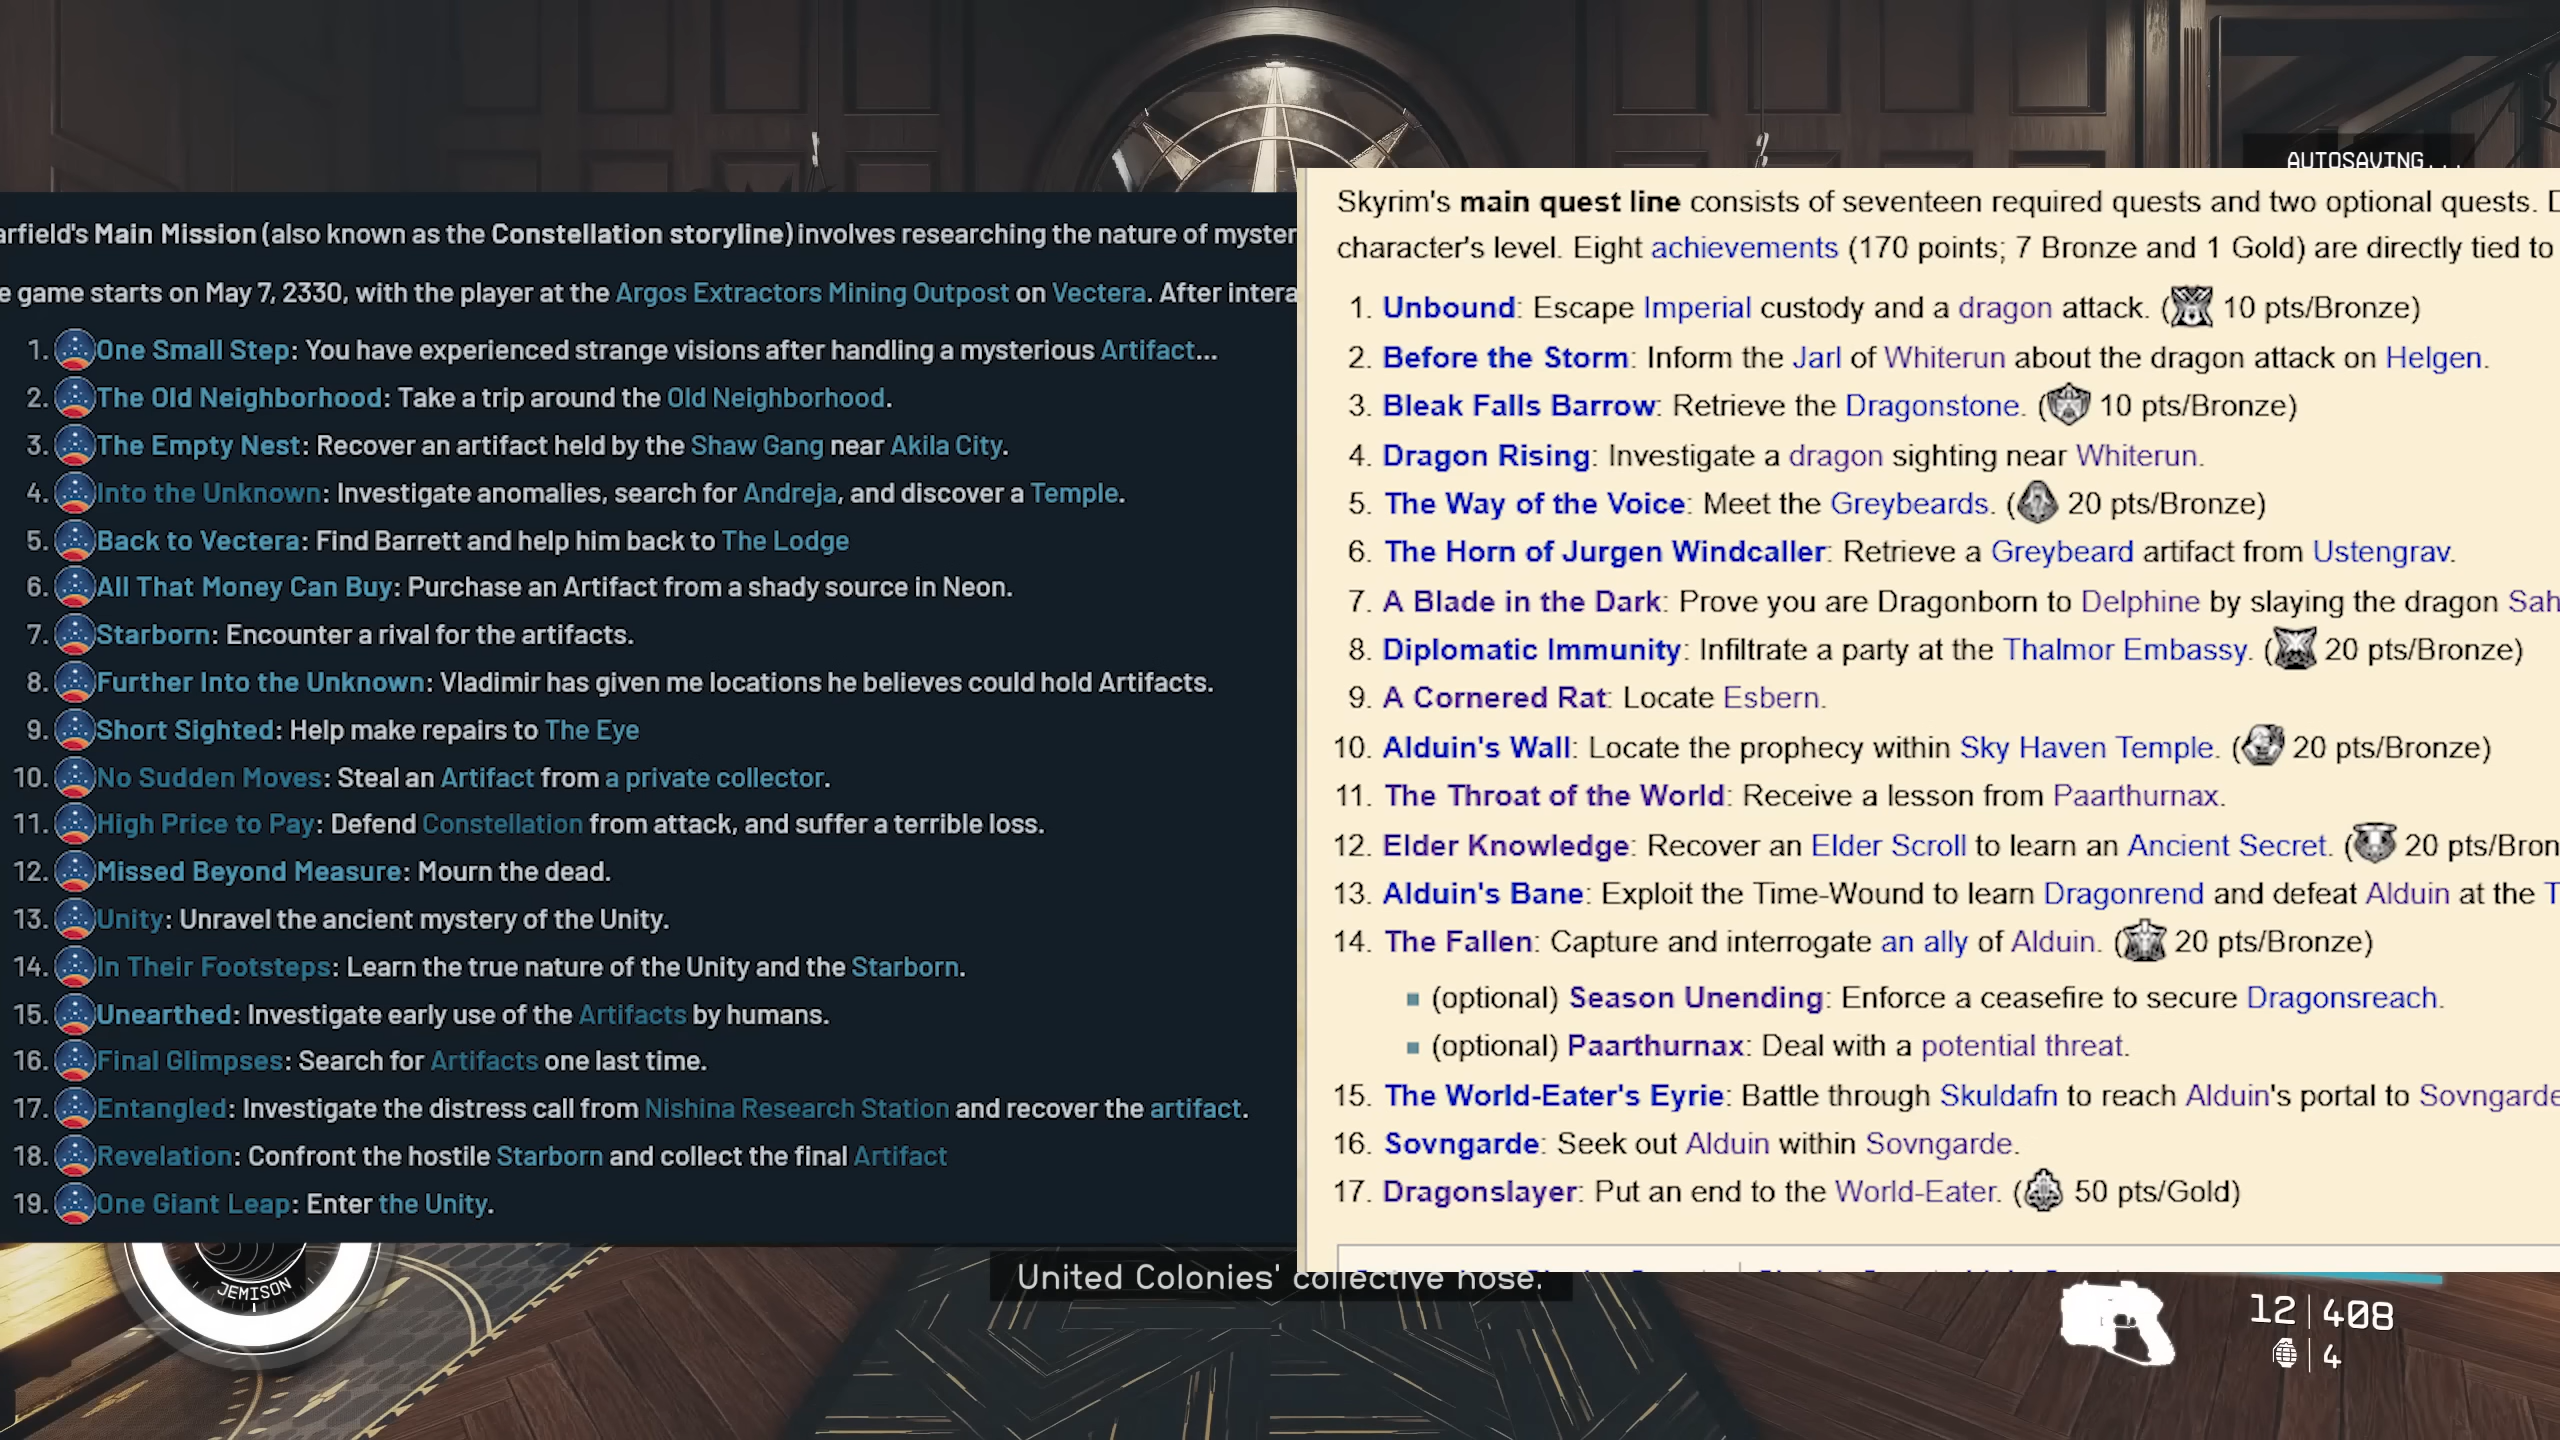 AUTOSAVING...
arfield's Main Mission (also known as the Constellation storyline) involves researching the nature of myster
e game starts on May 7, 2330, with the player at the Argos Extractors Mining Outpost on Vectera. After intera
1. One Small Step: You have experienced strange visions after handling a mysterious Artifact...
2. The Old Neighborhood: Take a trip around the Old Neighborhood.
3. The Empty Nest: Recover an artifact held by the Shaw Gang near Akila City.
4. Into the Unknown: Investigate anomalies, search for Andreja, and discover a Temple.
5. Back to Vectera: Find Barrett and help him back to The Lodge
6. All That Money Can Buy: Purchase an Artifact from a shady source in Neon.
7. Starborn: Encounter a rival for the artifacts.
8. Further Into the Unknown: Vladimir has given me locations he believes could hold Artifacts.
9. Short Sighted: Help make repairs to The Eye
10. No Sudden Moves: Steal an Artifact from a private collector.
11. High Price to Pay: Defend Constellation from attack, and suffer a terrible loss.
12. Missed Beyond Measure: Mourn the dead.
13. Unity: Unravel the ancient mystery of the Unity.
14. In Their Footsteps: Learn the true nature of the Unity and the Starborn.
15. Unearthed: Investigate early use of the Artifacts by humans.
16. Final Glimpses: Search for Artifacts one last time.
17. Entangled: Investigate the distress call from Nishina Research Station and recover the artifact.
18. Revelation: Confront the hostile Starborn and collect the final Artifact
19. One Giant Leap: Enter the Unity.
Skyrim's main quest line consists of seventeen required quests and two optional quests. D
character's level. Eight achievements (170 points; 7 Bronze and 1 Gold) are directly tied to
1. Unbound: Escape Imperial custody and a dragon attack. (10 pts/Bronze)
2. Before the Storm: Inform the Jarl of Whiterun about the dragon attack on Helgen.
3. Bleak Falls Barrow: Retrieve the Dragonstone. (10 pts/Bronze)
4. Dragon Rising: Investigate a dragon sighting near Whiterun.
5. The Way of the Voice: Meet the Greybeards. (20 pts/Bronze)
6. The Horn of Jurgen Windcaller: Retrieve a Greybeard artifact from Ustengrav.
7. A Blade in the Dark: Prove you are Dragonborn to Delphine by slaying the dragon Sah
8. Diplomatic Immunity: Infiltrate a party at the Thalmor Embassy. (20 pts/Bronze)
9. A Cornered Rat: Locate Esbern.
10. Alduin's Wall: Locate the prophecy within Sky Haven Temple. (20 pts/Bronze)
11. The Throat of the World: Receive a lesson from Paarthurnax.
12. Elder Knowledge: Recover an Elder Scroll to learn an Ancient Secret. (20 pts/Bron
13. Alduin's Bane: Exploit the Time-Wound to learn Dragonrend and defeat Alduin at the T
14. The Fallen: Capture and interrogate an ally of Alduin. (20 pts/Bronze)
(optional) Season Unending: Enforce a ceasefire to secure Dragonsreach.
(optional) Paarthurnax: Deal with a potential threat.
15. The World-Eater's Eyrie: Battle through Skuldafn to reach Alduin's portal to Sovngarde
16. Sovngarde: Seek out Alduin within Sovngarde.
17. Dragonslayer: Put an end to the World-Eater. (50 pts/Gold)
JEMISON
United Colonies' collective nose.
12 | 408
4